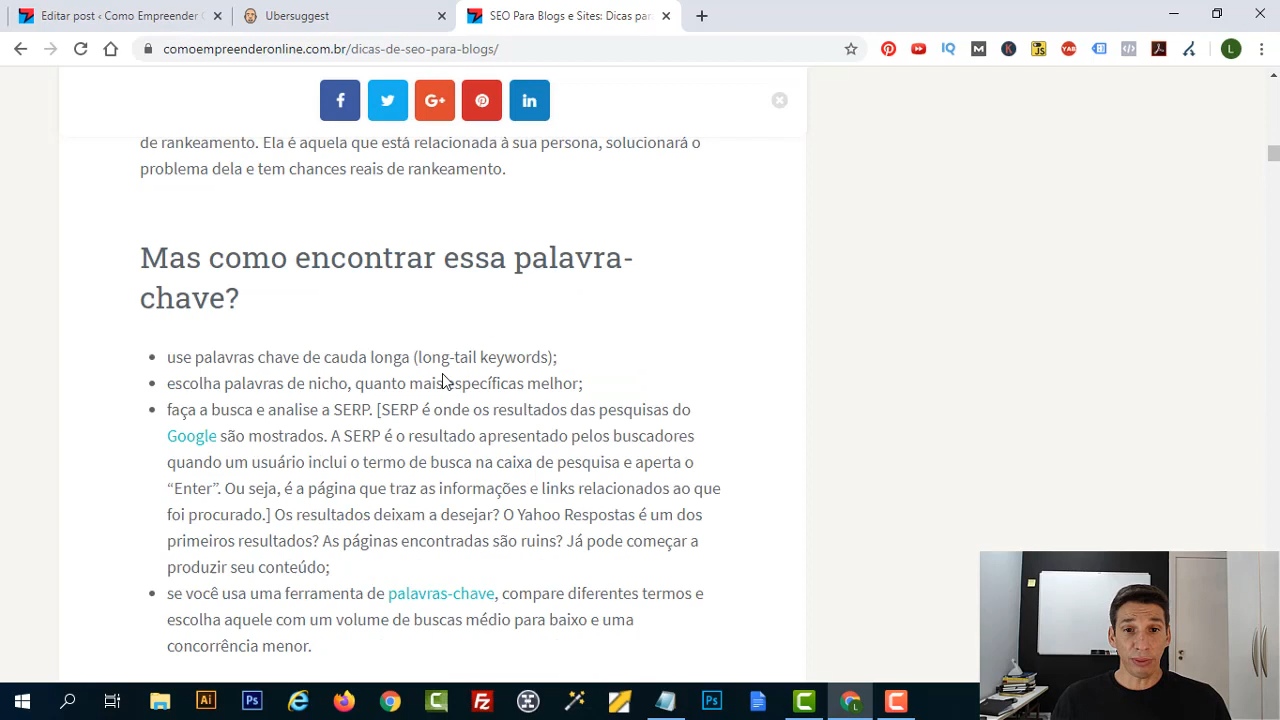 Editar post ‹ Como Empreender C
Ubersuggest
SEO Para Blogs e Sites: Dicas par
comoempreenderonline.com.br/dicas-de-seo-para-blogs/
de rankeamento. Ela é aquela que está relacionada à sua persona, solucionará o
problema dela e tem chances reais de rankeamento.
Mas como encontrar essa palavra-
chave?
use palavras chave de cauda longa (long-tail keywords);
escolha palavras de nicho, quanto mais específicas melhor;
faça a busca e analise a SERP. [SERP é onde os resultados das pesquisas do
Google são mostrados. A SERP é o resultado apresentado pelos buscadores
quando um usuário inclui o termo de busca na caixa de pesquisa e aperta o
“Enter”. Ou seja, é a página que traz as informações e links relacionados ao que
foi procurado.] Os resultados deixam a desejar? O Yahoo Respostas é um dos
primeiros resultados? As páginas encontradas são ruins? Já pode começar a
produzir seu conteúdo;
se você usa uma ferramenta de palavras-chave, compare diferentes termos e
escolha aquele com um volume de buscas médio para baixo e uma
concorrência menor.